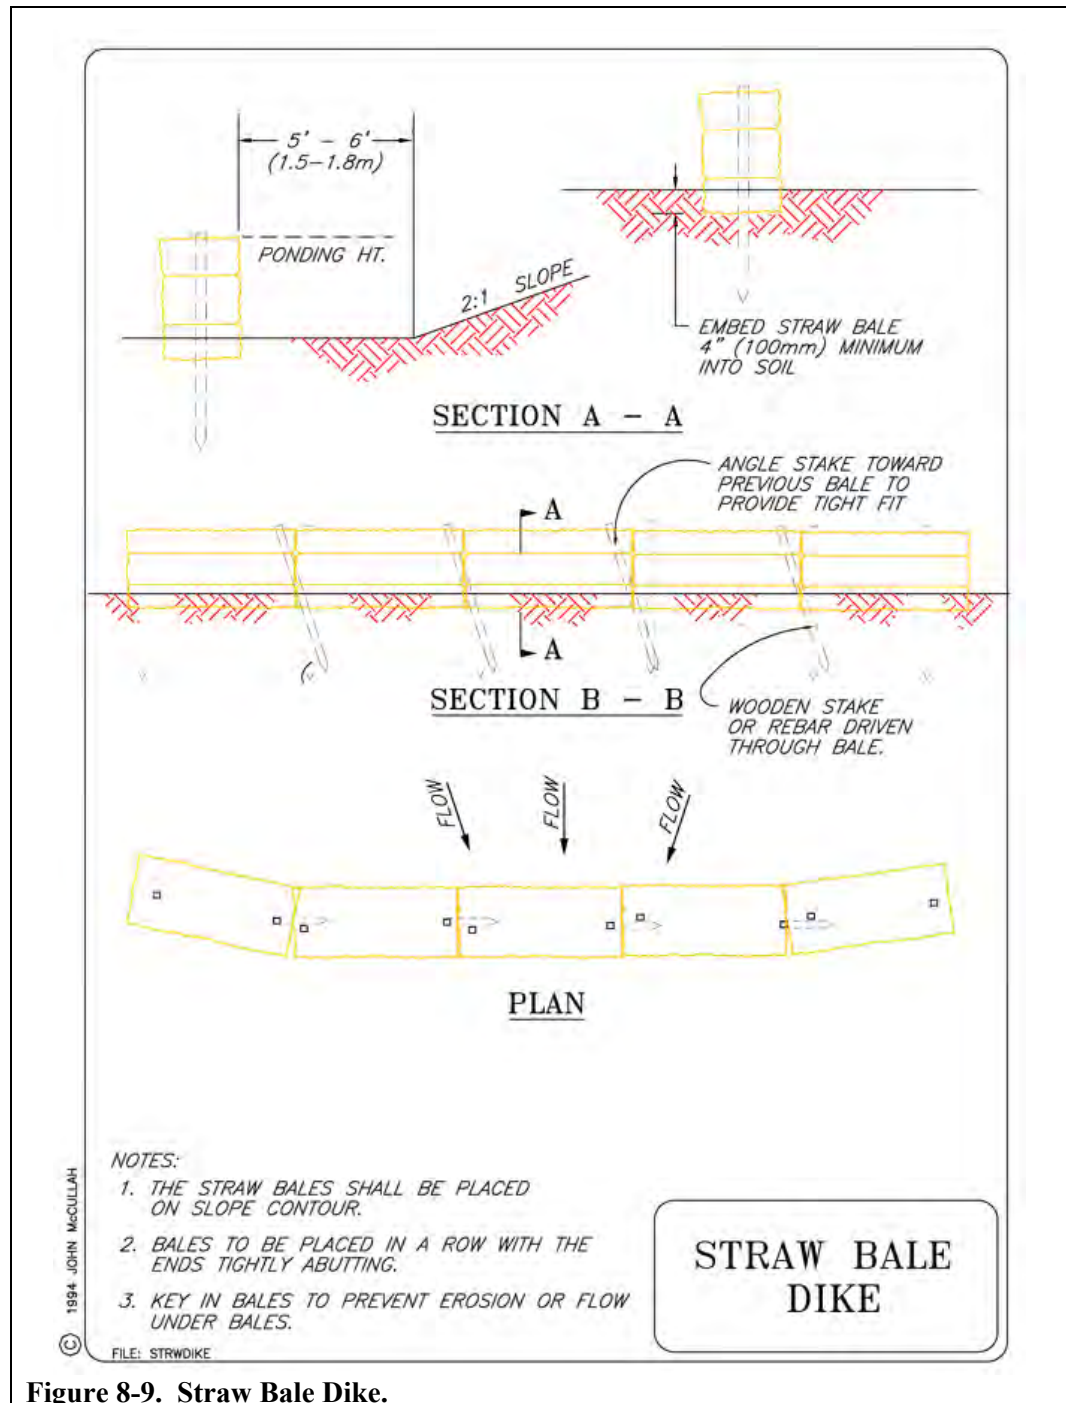 5' - 6'
(1.5-1.8m)
PONDING HT.
2:1 SLOPE
EMBED STRAW BALE
4" (100mm) MINIMUM
INTO SOIL
SECTION A - A
ANGLE STAKE TOWARD
PREVIOUS BALE TO
PROVIDE TIGHT FIT
A
A
SECTION B - B
WOODEN STAKE
OR REBAR DRIVEN
THROUGH BALE.
FLOW
FLOW
FLOW
PLAN
NOTES:
1. THE STRAW BALES SHALL BE PLACED
ON SLOPE CONTOUR.
2. BALES TO BE PLACED IN A ROW WITH THE
ENDS TIGHTLY ABUTTING.
3. KEY IN BALES TO PREVENT EROSION OR FLOW
UNDER BALES.
STRAW BALE
DIKE
© 1994 JOHN McCULLAH
FILE: STRWDIKE
Figure 8-9. Straw Bale Dike.